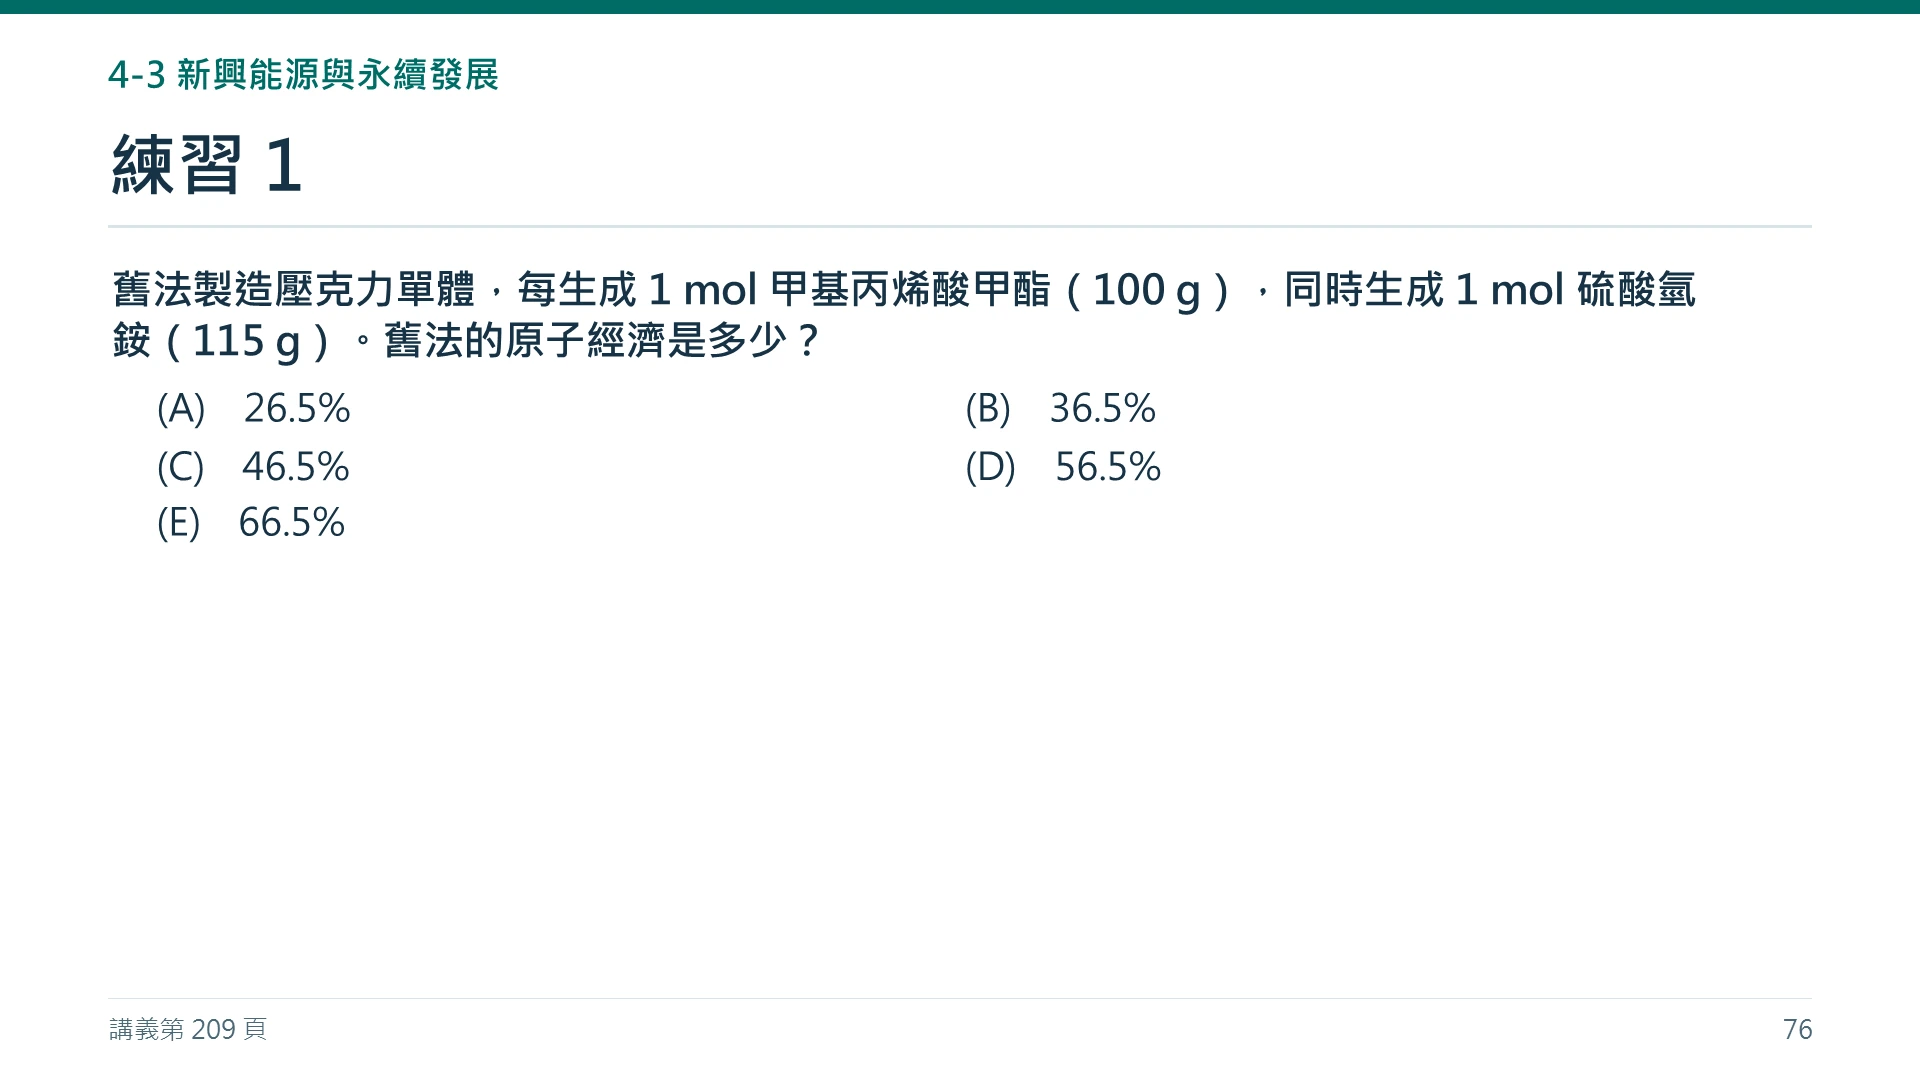 4-3 新興能源與永續發展
練習 1
舊法製造壓克力單體，每生成 1 mol 甲基丙烯酸甲酯（100 g），同時生成 1 mol 硫酸氫
銨（115 g）。舊法的原子經濟是多少？
(A) 26.5% (B) 36.5%
(C) 46.5% (D) 56.5%
(E) 66.5%
講義第 209 頁 76